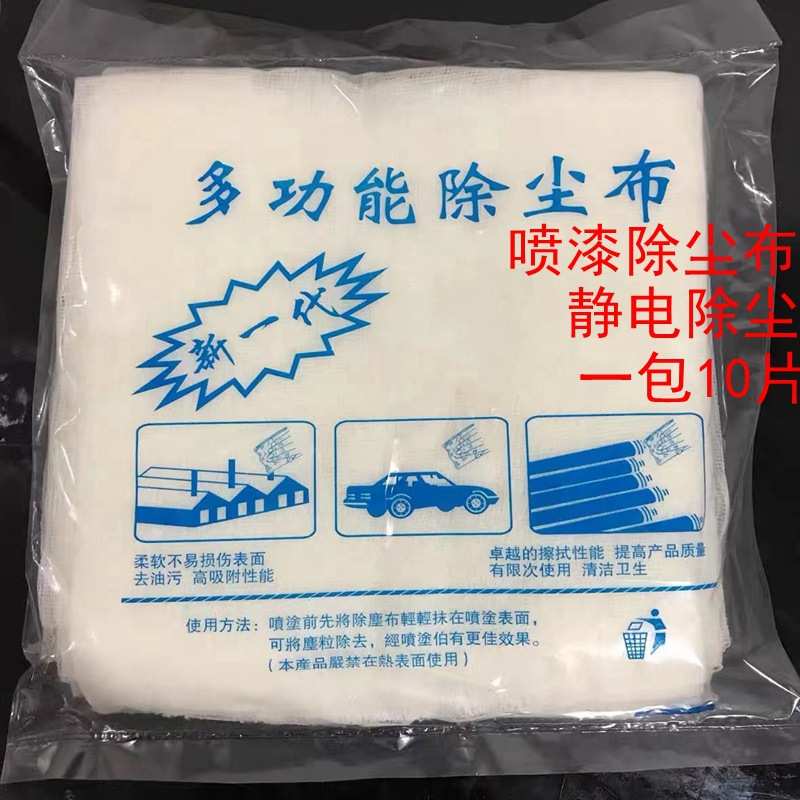 多功能除尘布
喷漆除尘布
静电除尘
一包10片
新一代
柔软不易损伤表面
去油污 高吸附性能
卓越的擦拭性能 提高产品质量
有限次使用 清洁卫生
使用方法：噴塗前先將除塵布輕輕抹在噴塗表面，
可將塵粒除去，經噴塗伯有更佳效果。
（本產品嚴禁在熱表面使用）